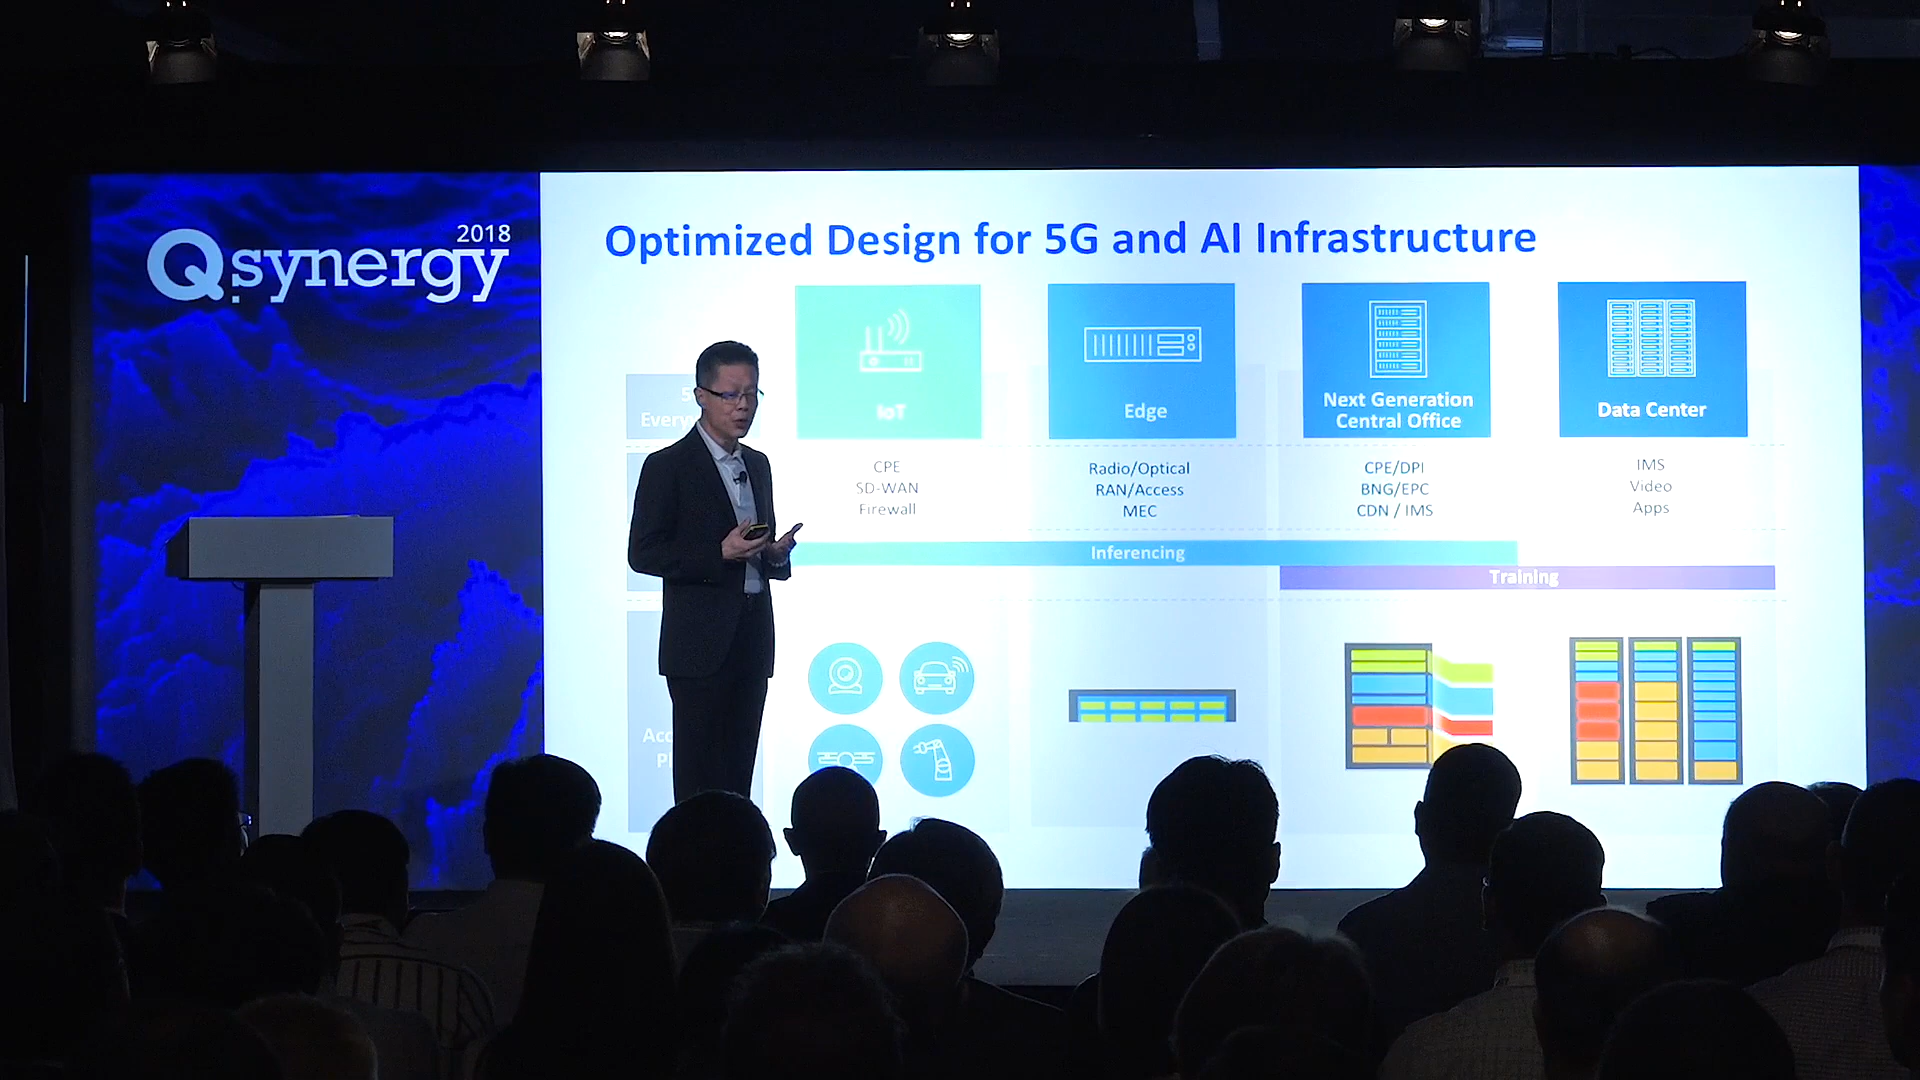 2018
Qsynergy
Optimized Design for 5G and AI Infrastructure
IoT
Edge
Next Generation
Central Office
Data Center
CPE
SD-WAN
Firewall
Radio/Optical
RAN/Access
MEC
CPE/DPI
BNG/EPC
CDN / IMS
IMS
Video
Apps
Inferencing
Training